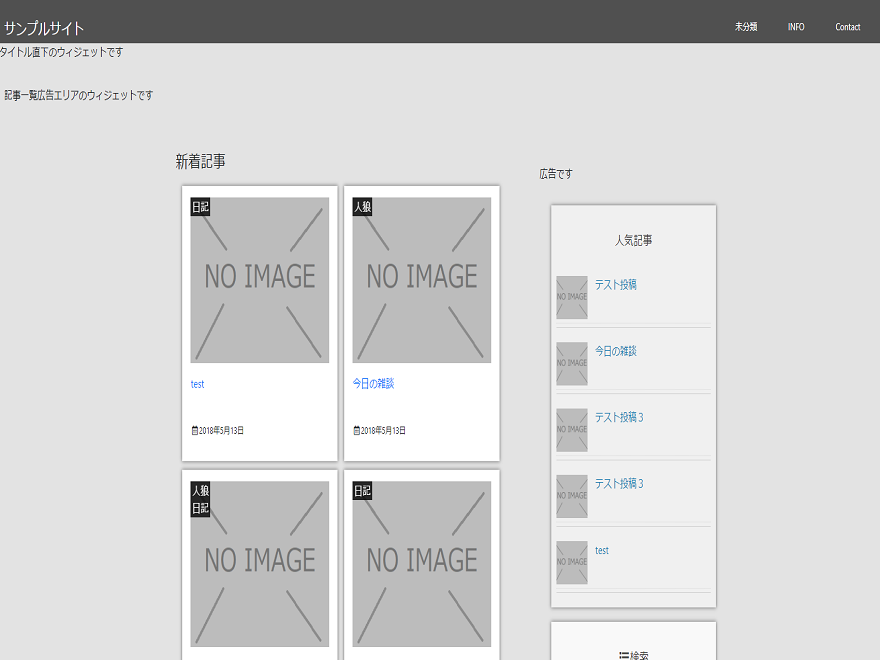 サンプルサイト
未分類 INFO Contact
タイトル直下のウィジェットです
記事一覧広告エリアのウィジェットです
新着記事
日記
NO IMAGE
test
2018年5月13日
人狼
NO IMAGE
今日の雑談
2018年5月13日
人狼
日記
NO IMAGE
日記
NO IMAGE
広告です
人気記事
NO IMAGE
テスト投稿
NO IMAGE
今日の雑談
NO IMAGE
テスト投稿３
NO IMAGE
テスト投稿３
NO IMAGE
test
検索